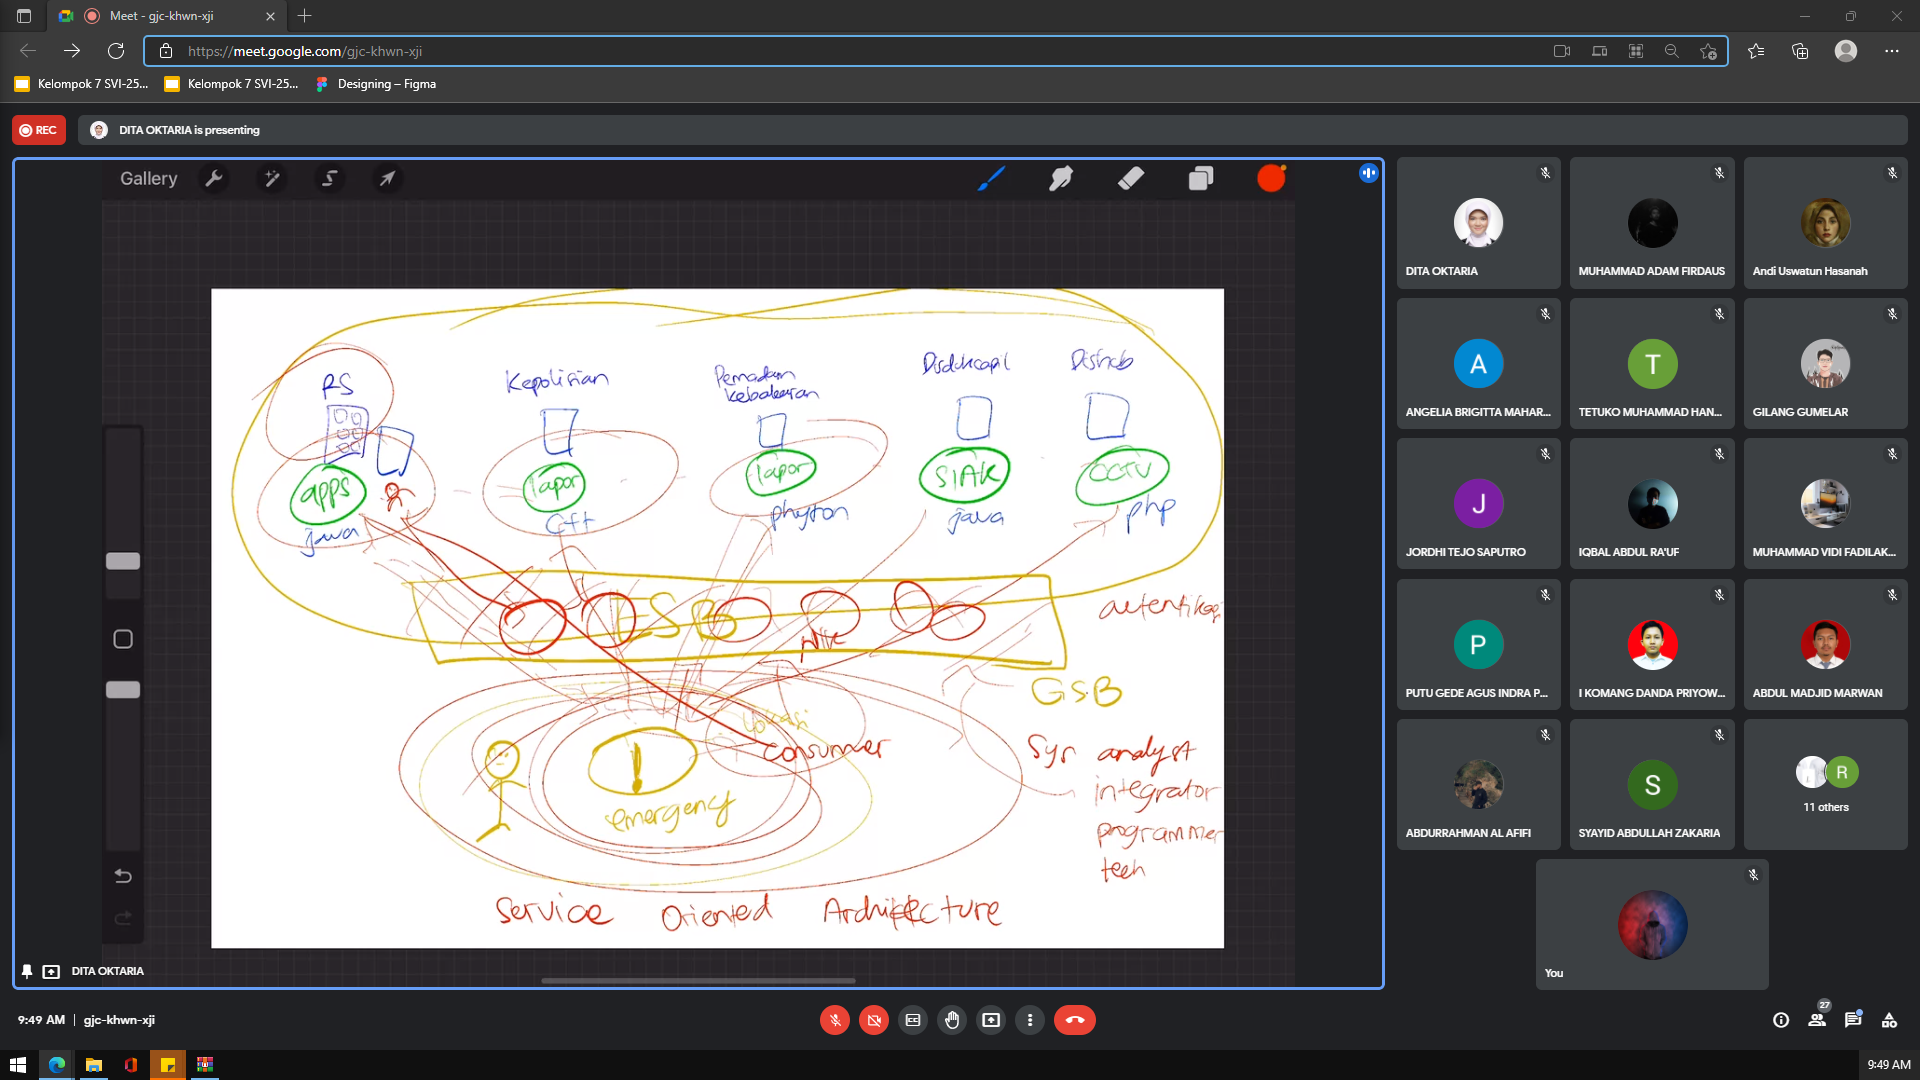 Meet - gjc-khwn-xji
https://meet.google.com/gjc-khwn-xji
Kelompok 7 SVI-25...
Kelompok 7 SVI-25...
Designing – Figma
REC
DITA OKTARIA is presenting
Gallery
RS
Kepolisian
Pemadam
kebakaran
Disdukcapil
Dishub
apps
lapor
lapor
SIAK
CCTV
java
C++
phyton
java
php
ESB
NIK
autentikasi
GSB
lokasi
consumer
emergency
Sys analyst
integrator
programmer
tech
Service Oriented Architecture
DITA OKTARIA
DITA OKTARIA
MUHAMMAD ADAM FIRDAUS
Andi Uswatun Hasanah
A
ANGELIA BRIGITTA MAHAR...
T
TETUKO MUHAMMAD HAN...
GILANG GUMELAR
J
JORDHI TEJO SAPUTRO
IQBAL ABDUL RA'UF
MUHAMMAD VIDI FADILAK...
P
PUTU GEDE AGUS INDRA P...
I KOMANG DANDA PRIYOW...
ABDUL MADJID MARWAN
ABDURRAHMAN AL AFIFI
S
SYAYID ABDULLAH ZAKARIA
R
11 others
You
9:49 AM | gjc-khwn-xji
27
9:49 AM